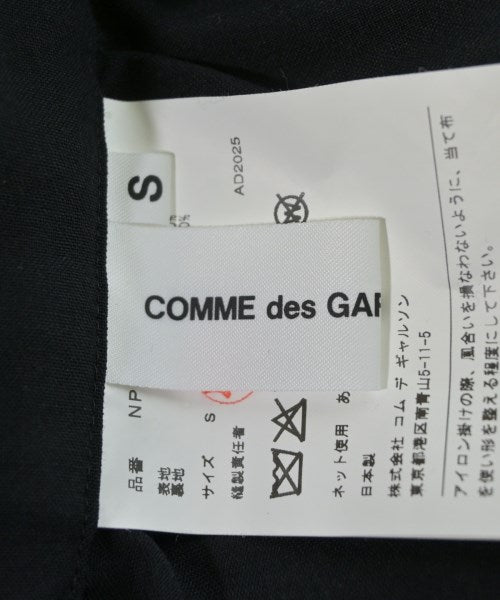 S
COMME des GAR
AD2025
0%
品番 NP
表地
裏地
サイズ S
縫製責任者
ネット使用 あ
日本製
株式会社 コム デ ギャルソン
東京都港区南青山5-11-5
アイロン掛けの際、風合いを損なわないように、当て布
を使い形を整える程度にして下さい。